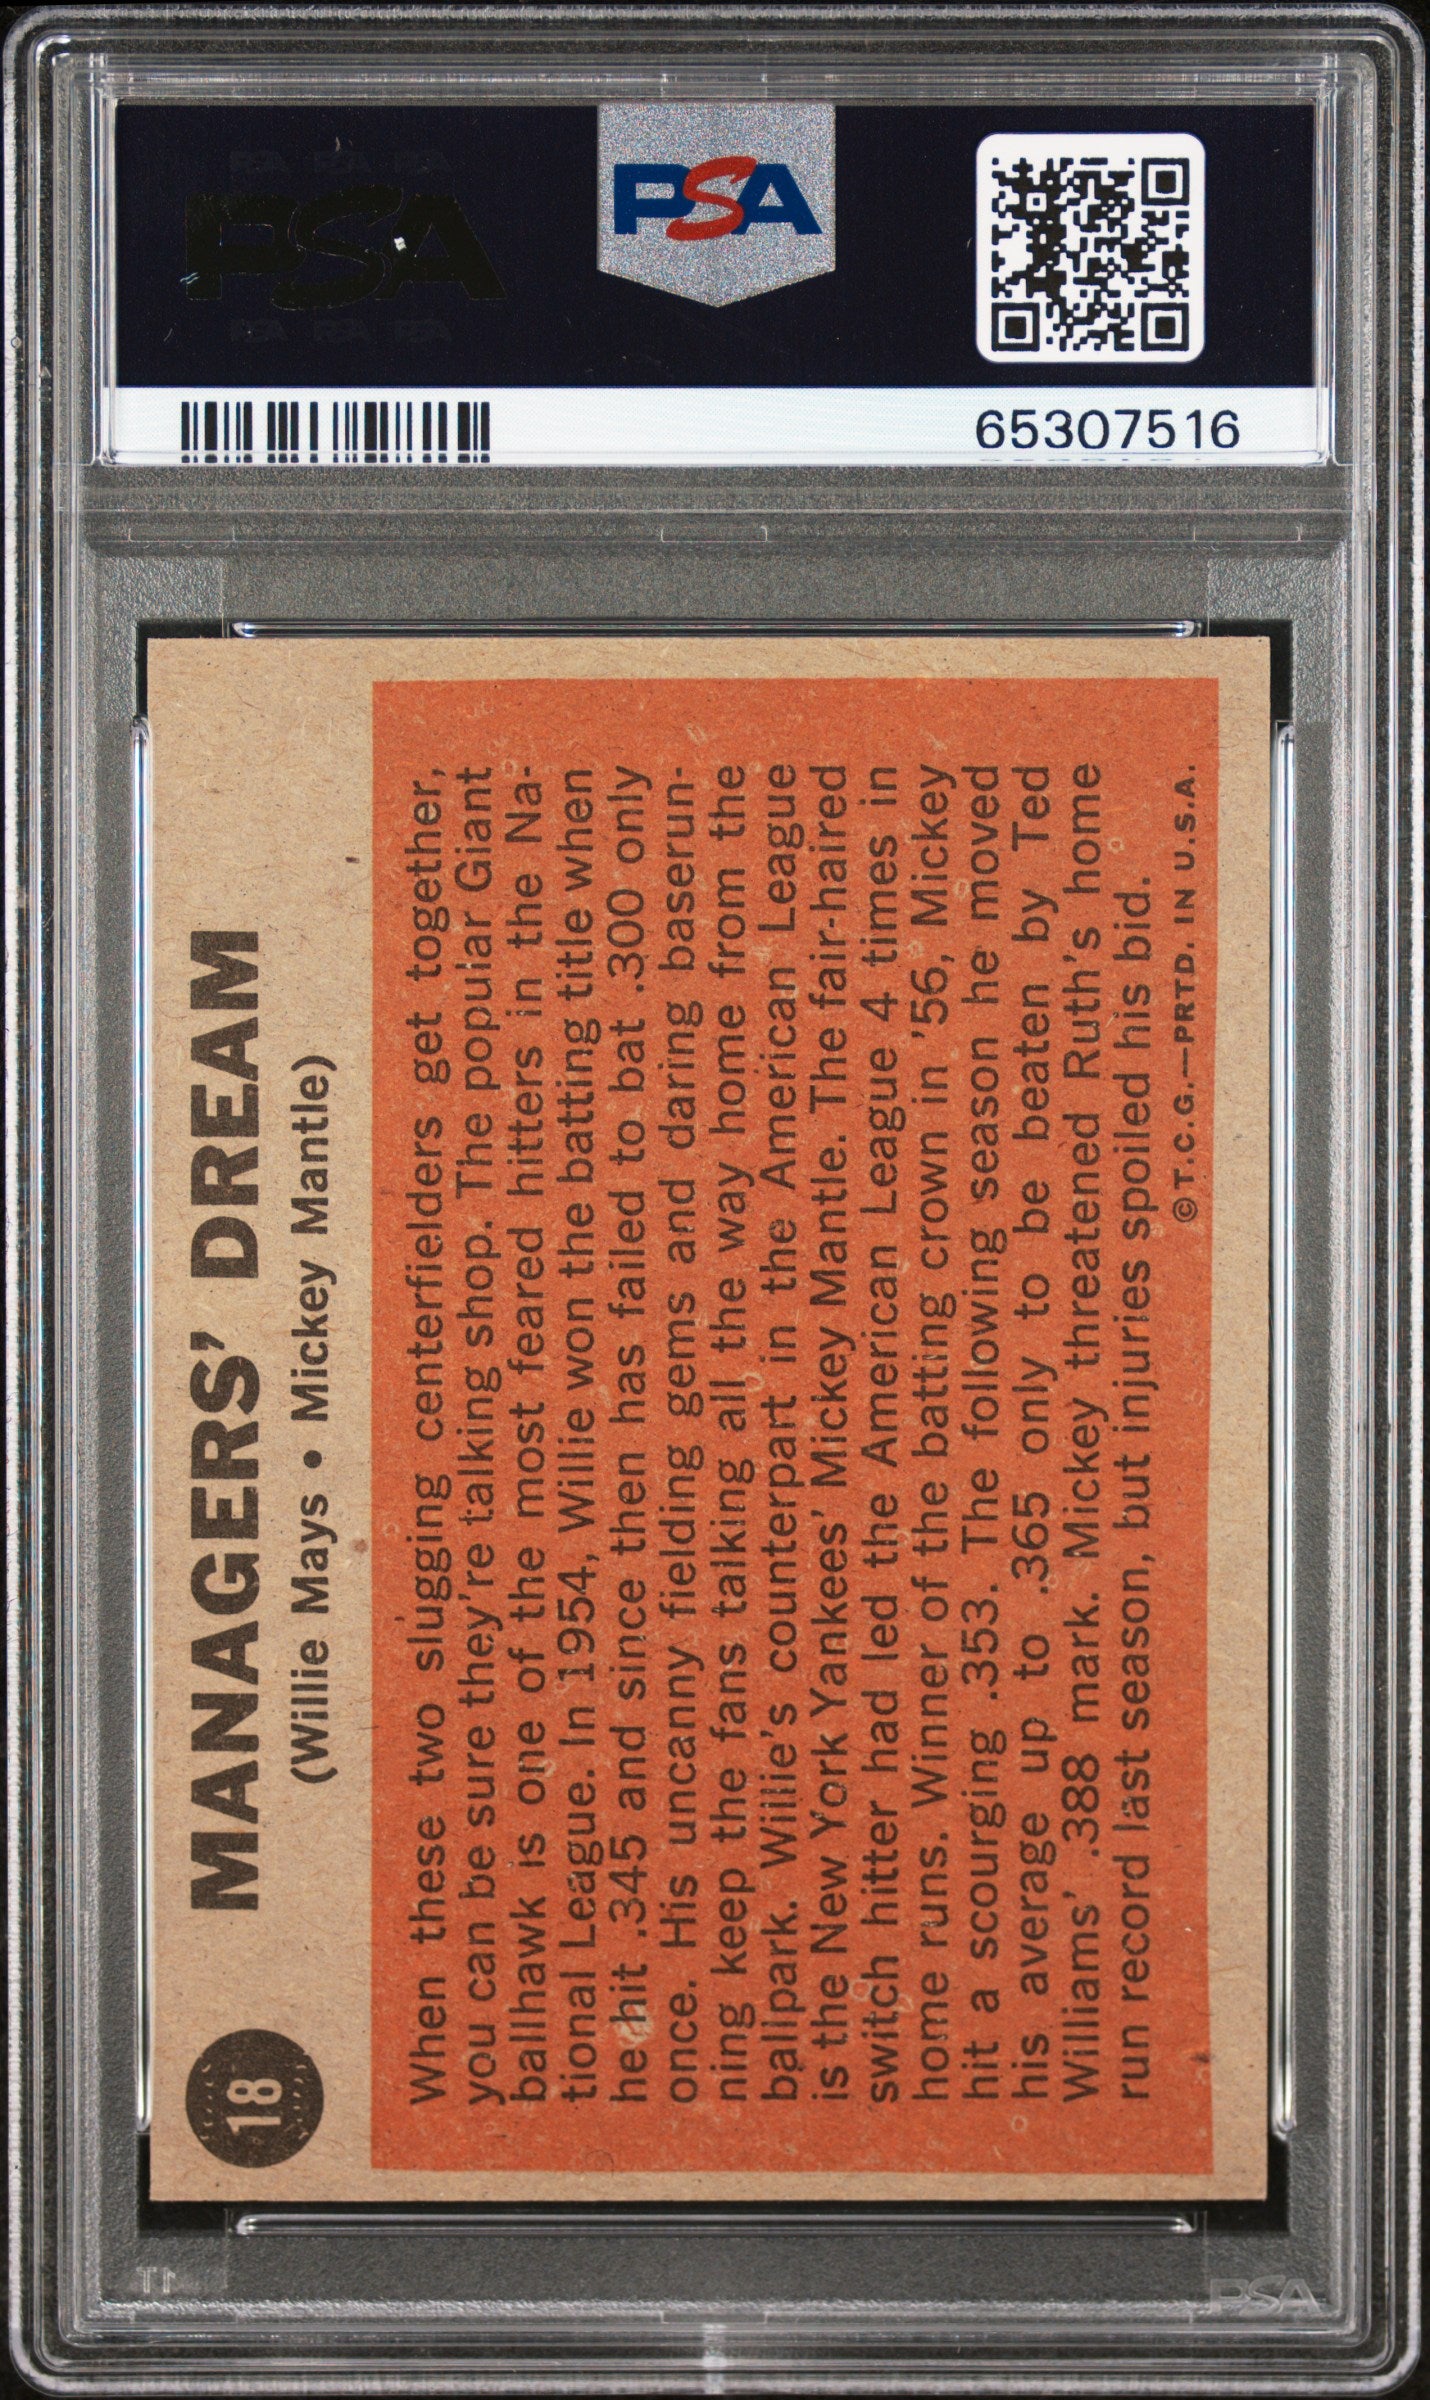 PSA
PSA
65307516
18
MANAGERS' DREAM
(Willie Mays • Mickey Mantle)
When these two slugging centerfielders get together,
you can be sure they're talking shop. The popular Giant
ballhawk is one of the most feared hitters in the Na-
tional League. In 1954, Willie won the batting title when
he hit .345 and since then has failed to bat .300 only
once. His uncanny fielding gems and daring baserun-
ning keep the fans talking all the way home from the
ballpark. Willie's counterpart in the American League
is the New York Yankees' Mickey Mantle. The fair-haired
switch hitter had led the American League 4 times in
home runs. Winner of the batting crown in '56, Mickey
hit a scourging .353. The following season he moved
his average up to .365 only to be beaten by Ted
Williams' .388 mark. Mickey threatened Ruth's home
run record last season, but injuries spoiled his bid.
©T.C.G.—PRTD. IN U.S.A.
PSA